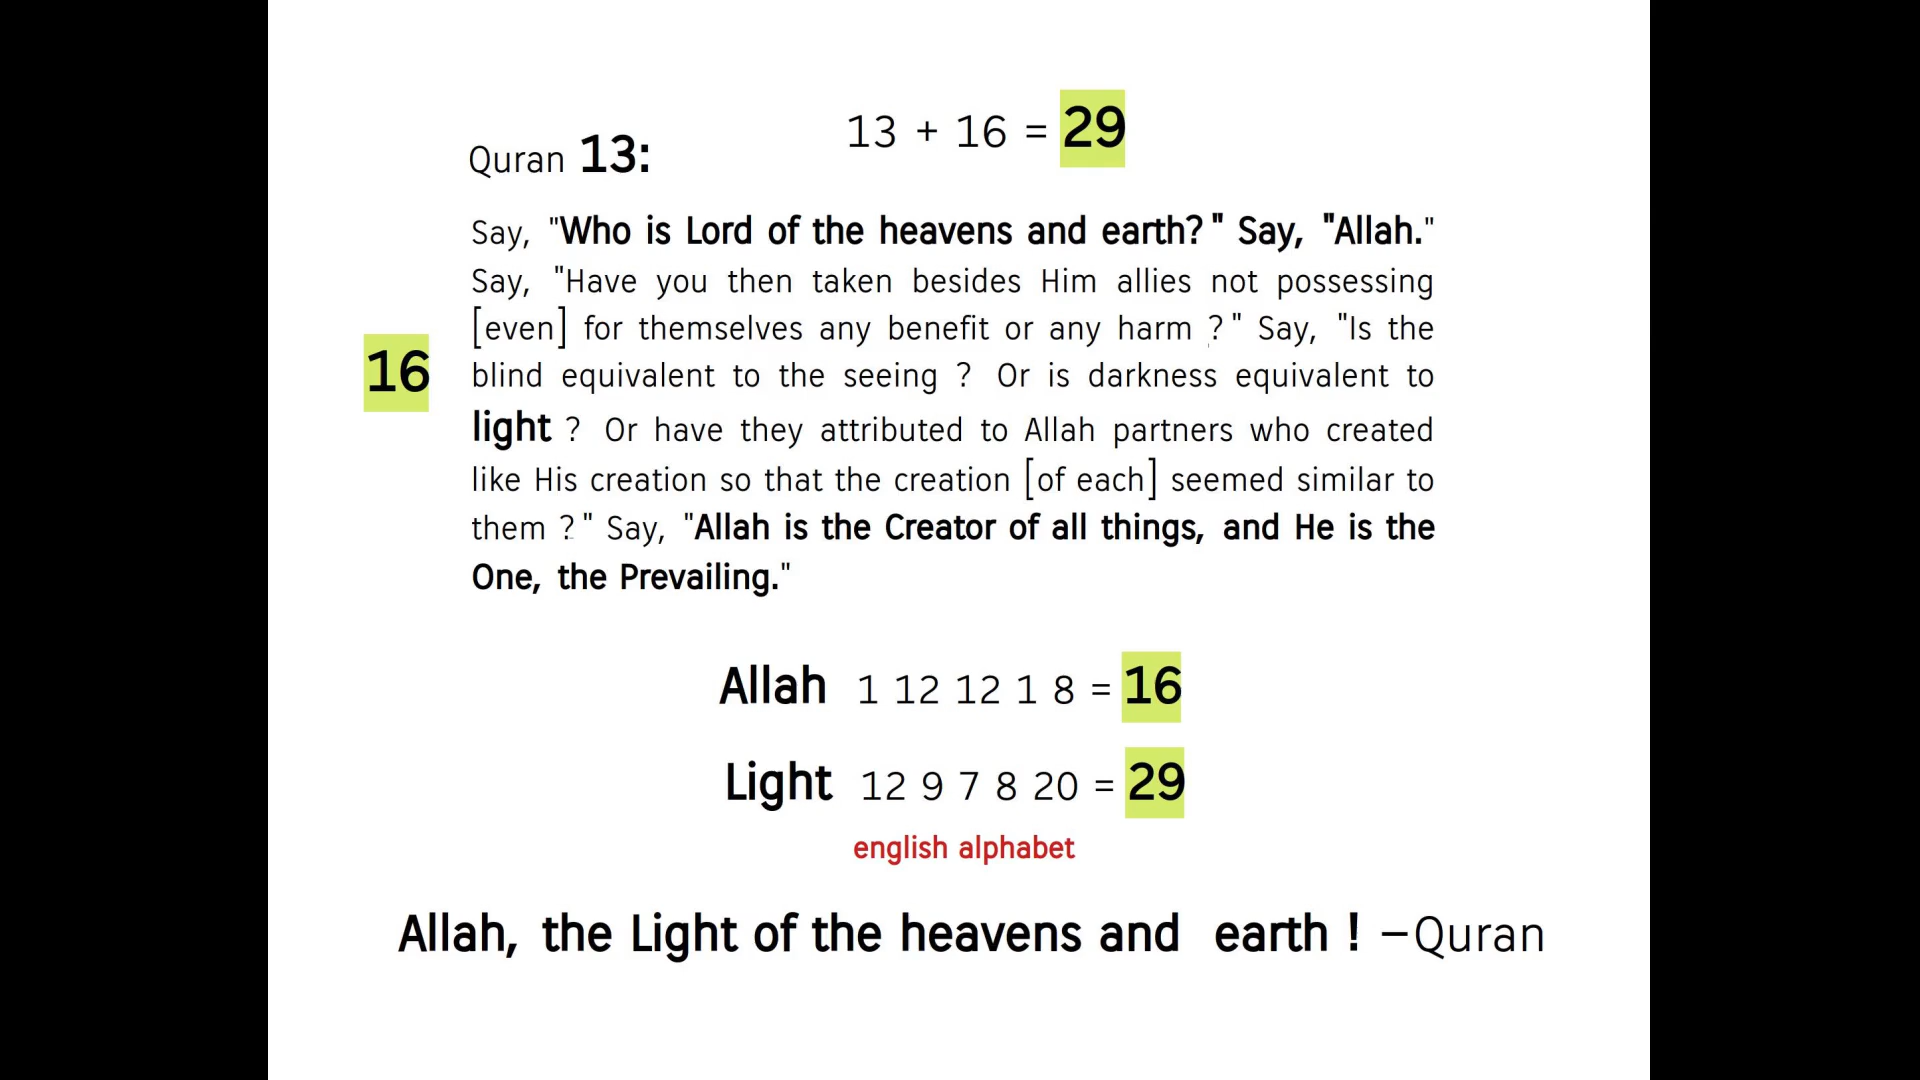 13 + 16 = 29
Quran 13:
Say, "Who is Lord of the heavens and earth?" Say, "Allah."
Say, "Have you then taken besides Him allies not possessing
[even] for themselves any benefit or any harm ?" Say, "Is the
16
blind equivalent to the seeing ? Or is darkness equivalent to
light ? Or have they attributed to Allah partners who created
like His creation so that the creation [of each] seemed similar to
them ?" Say, "Allah is the Creator of all things, and He is the
One, the Prevailing."
Allah 1 12 12 1 8 = 16
Light 12 9 7 8 20 = 29
english alphabet
Allah, the Light of the heavens and earth ! –Quran